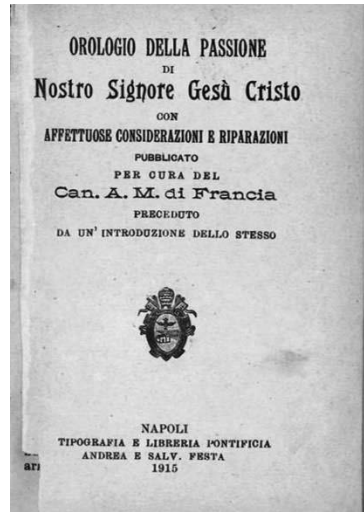 OROLOGIO DELLA PASSIONE
DI
Nostro Signore Gesù Cristo
CON
AFFETTUOSE CONSIDERAZIONI E RIPARAZIONI
PUBBLICATO
PER CURA DEL
Can. A. M. di Francia
PRECEDUTO
DA UN' INTRODUZIONE DELLO STESSO
NAPOLI
TIPOGRAFIA E LIBRERIA PONTIFICIA
ANDREA E SALV. FESTA
1915